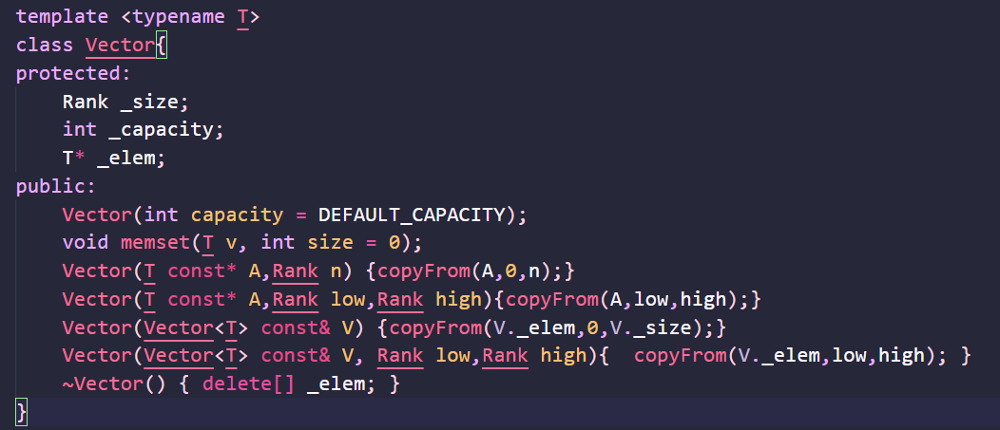 template <typename T>
class Vector{
protected:
    Rank _size;
    int _capacity;
    T* _elem;
public:
    Vector(int capacity = DEFAULT_CAPACITY);
    void memset(T v, int size = 0);
    Vector(T const* A,Rank n) {copyFrom(A,0,n);}
    Vector(T const* A,Rank low,Rank high){copyFrom(A,low,high);}
    Vector(Vector<T> const& V) {copyFrom(V._elem,0,V._size);}
    Vector(Vector<T> const& V, Rank low,Rank high){  copyFrom(V._elem,low,high); }
    ~Vector() { delete[] _elem; }
}